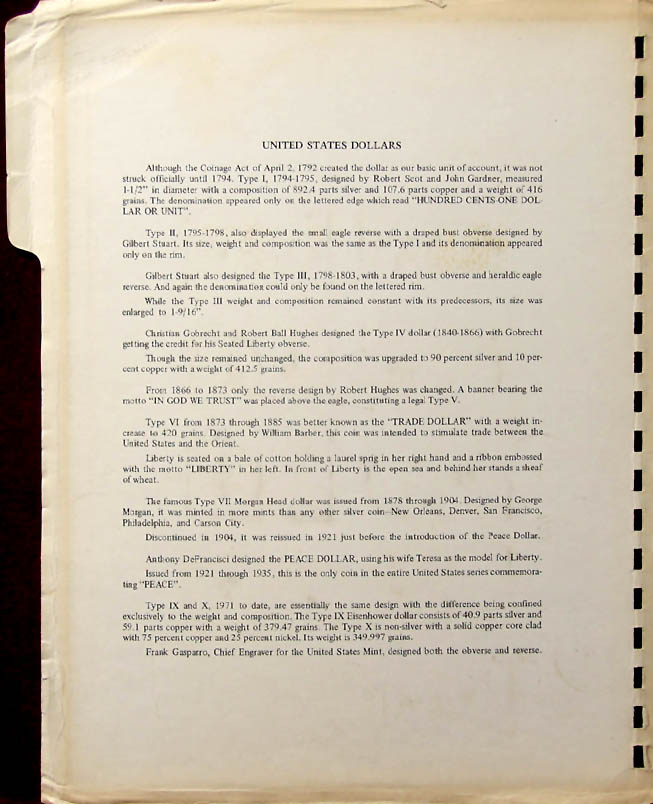 UNITED STATES DOLLARS
Although the Coinage Act of April 2, 1792 created the dollar as our basic unit of account, it was not
struck officially until 1794. Type I, 1794-1795, designed by Robert Scot and John Gardner, measured
1-1/2" in diameter with a composition of 892.4 parts silver and 107.6 parts copper and a weight of 416
grains. The denomination appeared only on the lettered edge which read "HUNDRED CENTS-ONE DOL-
LAR OR UNIT".
Type II, 1795-1798, also displayed the small eagle reverse with a draped bust obverse designed by
Gilbert Stuart. Its size, weight and composition was the same as the Type I and its denomination appeared
only on the rim.
Gilbert Stuart also designed the Type III, 1798-1803, with a draped bust obverse and heraldic eagle
reverse. And again the denomination could only be found on the lettered rim.
While the Type III weight and composition remained constant with its predecessors, its size was
enlarged to 1-9/16".
Christian Gobrecht and Robert Ball Hughes designed the Type IV dollar (1840-1866) with Gobrecht
getting the credit for his Seated Liberty obverse.
Though the size remained unchanged, the composition was upgraded to 90 percent silver and 10 per-
cent copper with a weight of 412.5 grains.
From 1866 to 1873 only the reverse design by Robert Hughes was changed. A banner bearing the
motto "IN GOD WE TRUST" was placed above the eagle, constituting a legal Type V.
Type VI from 1873 through 1885 was better known as the "TRADE DOLLAR" with a weight in-
crease to 420 grains. Designed by William Barber, this coin was intended to stimulate trade between the
United States and the Orient.
Liberty is seated on a bale of cotton holding a laurel sprig in her right hand and a ribbon embossed
with the motto "LIBERTY" in her left. In front of Liberty is the open sea and behind her stands a sheaf
of wheat.
The famous Type VII Morgan Head dollar was issued from 1878 through 1904. Designed by George
Morgan, it was minted in more mints than any other silver coin—New Orleans, Denver, San Francisco,
Philadelphia, and Carson City.
Discontinued in 1904, it was reissued in 1921 just before the introduction of the Peace Dollar.
Anthony DeFrancisci designed the PEACE DOLLAR, using his wife Teresa as the model for Liberty.
Issued from 1921 through 1935, this is the only coin in the entire United States series commemora-
ting "PEACE".
Type IX and X, 1971 to date, are essentially the same design with the difference being confined
exclusively to the weight and composition. The Type IX Eisenhower dollar consists of 40.9 parts silver and
59.1 parts copper with a weight of 379.47 grains. The Type X is non-silver with a solid copper core clad
with 75 percent copper and 25 percent nickel. Its weight is 349.997 grains.
Frank Gasparro, Chief Engraver for the United States Mint, designed both the obverse and reverse.